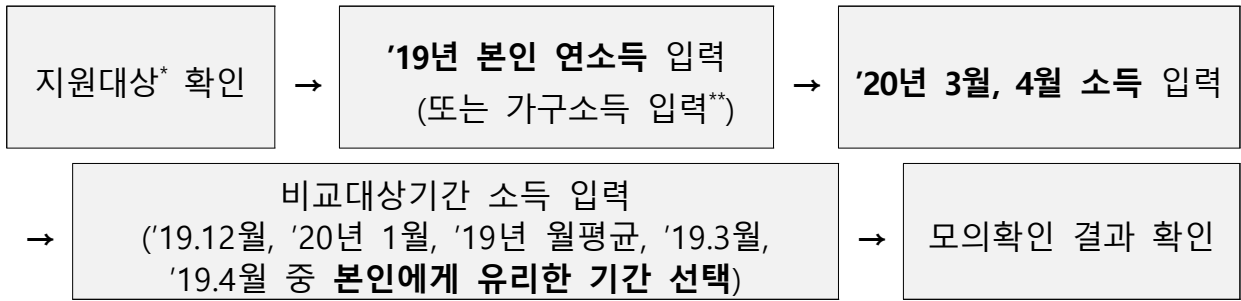 지원대상* 확인
→
'19년 본인 연소득 입력
(또는 가구소득 입력**)
→
'20년 3월, 4월 소득 입력
→
비교대상기간 소득 입력
('19.12월, '20년 1월, '19년 월평균, '19.3월,
'19.4월 중 본인에게 유리한 기간 선택)
→
모의확인 결과 확인